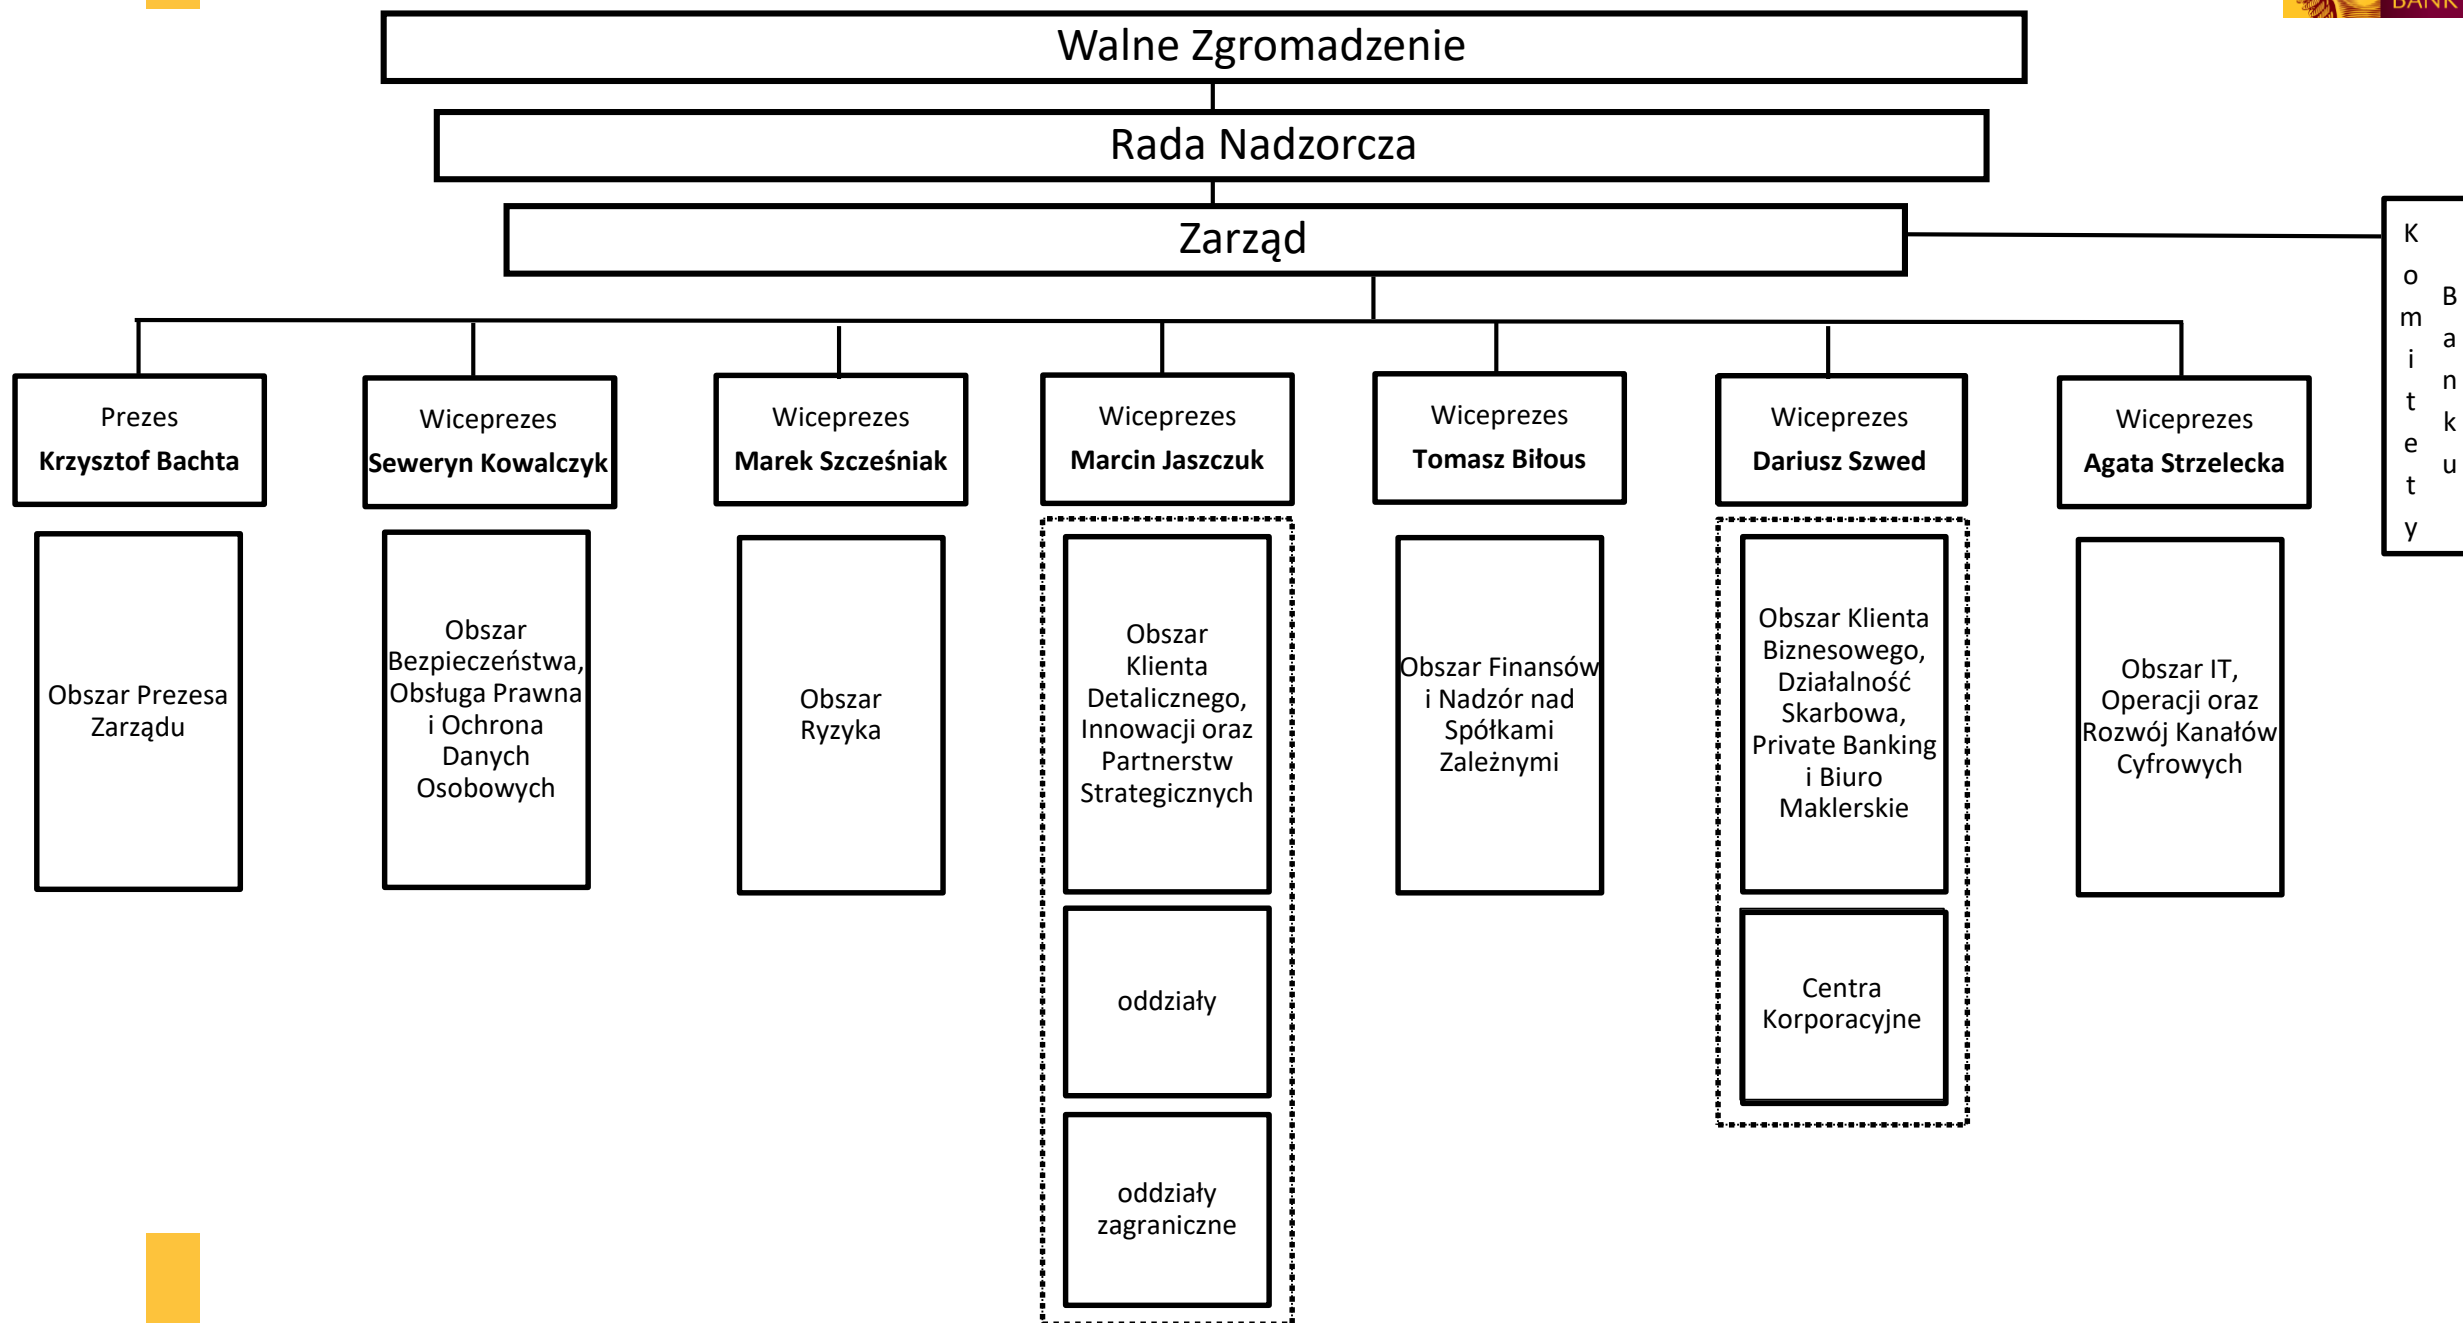 BANK
Walne Zgromadzenie
Rada Nadzorcza
Zarząd
Komitety
Banku
Prezes
Krzysztof Bachta
Wiceprezes
Seweryn Kowalczyk
Wiceprezes
Marek Szcześniak
Wiceprezes
Marcin Jaszczuk
Wiceprezes
Tomasz Biłous
Wiceprezes
Dariusz Szwed
Wiceprezes
Agata Strzelecka
Obszar Prezesa
Zarządu
Obszar
Bezpieczeństwa,
Obsługa Prawna
i Ochrona
Danych
Osobowych
Obszar
Ryzyka
Obszar
Klienta
Detalicznego,
Innowacji oraz
Partnerstw
Strategicznych
Obszar Finansów
i Nadzór nad
Spółkami
Zależnymi
Obszar Klienta
Biznesowego,
Działalność
Skarbowa,
Private Banking
i Biuro
Maklerskie
Obszar IT,
Operacji oraz
Rozwój Kanałów
Cyfrowych
oddziały
Centra
Korporacyjne
oddziały
zagraniczne